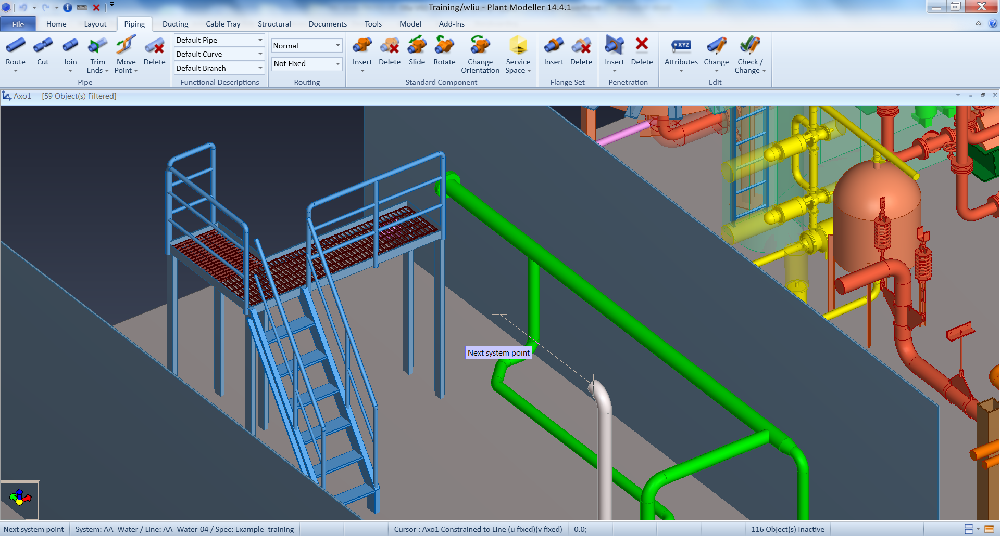 Training/wliu - Plant Modeller 14.4.1
File Home Layout Piping Ducting Cable Tray Structural Documents Tools Model Add-Ins
Route Cut Join Trim Ends Move Point Delete
Pipe
Default Pipe
Default Curve
Default Branch
Functional Descriptions
Normal
Not Fixed
Routing
Insert Delete Slide Rotate Change Orientation Service Space
Standard Component
Insert Delete
Flange Set
Insert Delete
Penetration
XYZ
Attributes Change Check / Change
Edit
Axo1 [59 Object(s) Filtered]
Next system point
Next system point System: AA_Water / Line: AA_Water-04 / Spec: Example_training Cursor : Axo1 Constrained to Line (u fixed)(v fixed) 0.0; 116 Object(s) Inactive